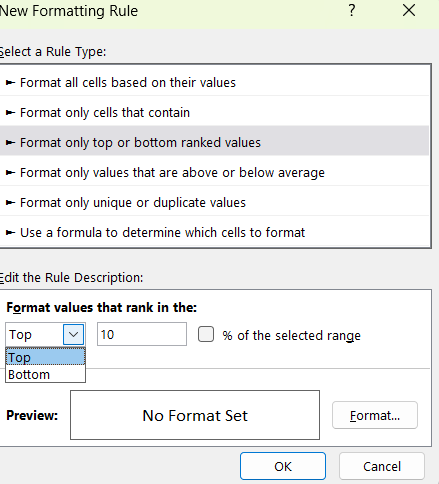 New Formatting Rule ? ×
Select a Rule Type:
► Format all cells based on their values
► Format only cells that contain
► Format only top or bottom ranked values
► Format only values that are above or below average
► Format only unique or duplicate values
► Use a formula to determine which cells to format
Edit the Rule Description:
Format values that rank in the:
Top 10 % of the selected range
Top
Bottom
Preview: No Format Set Format...
OK Cancel